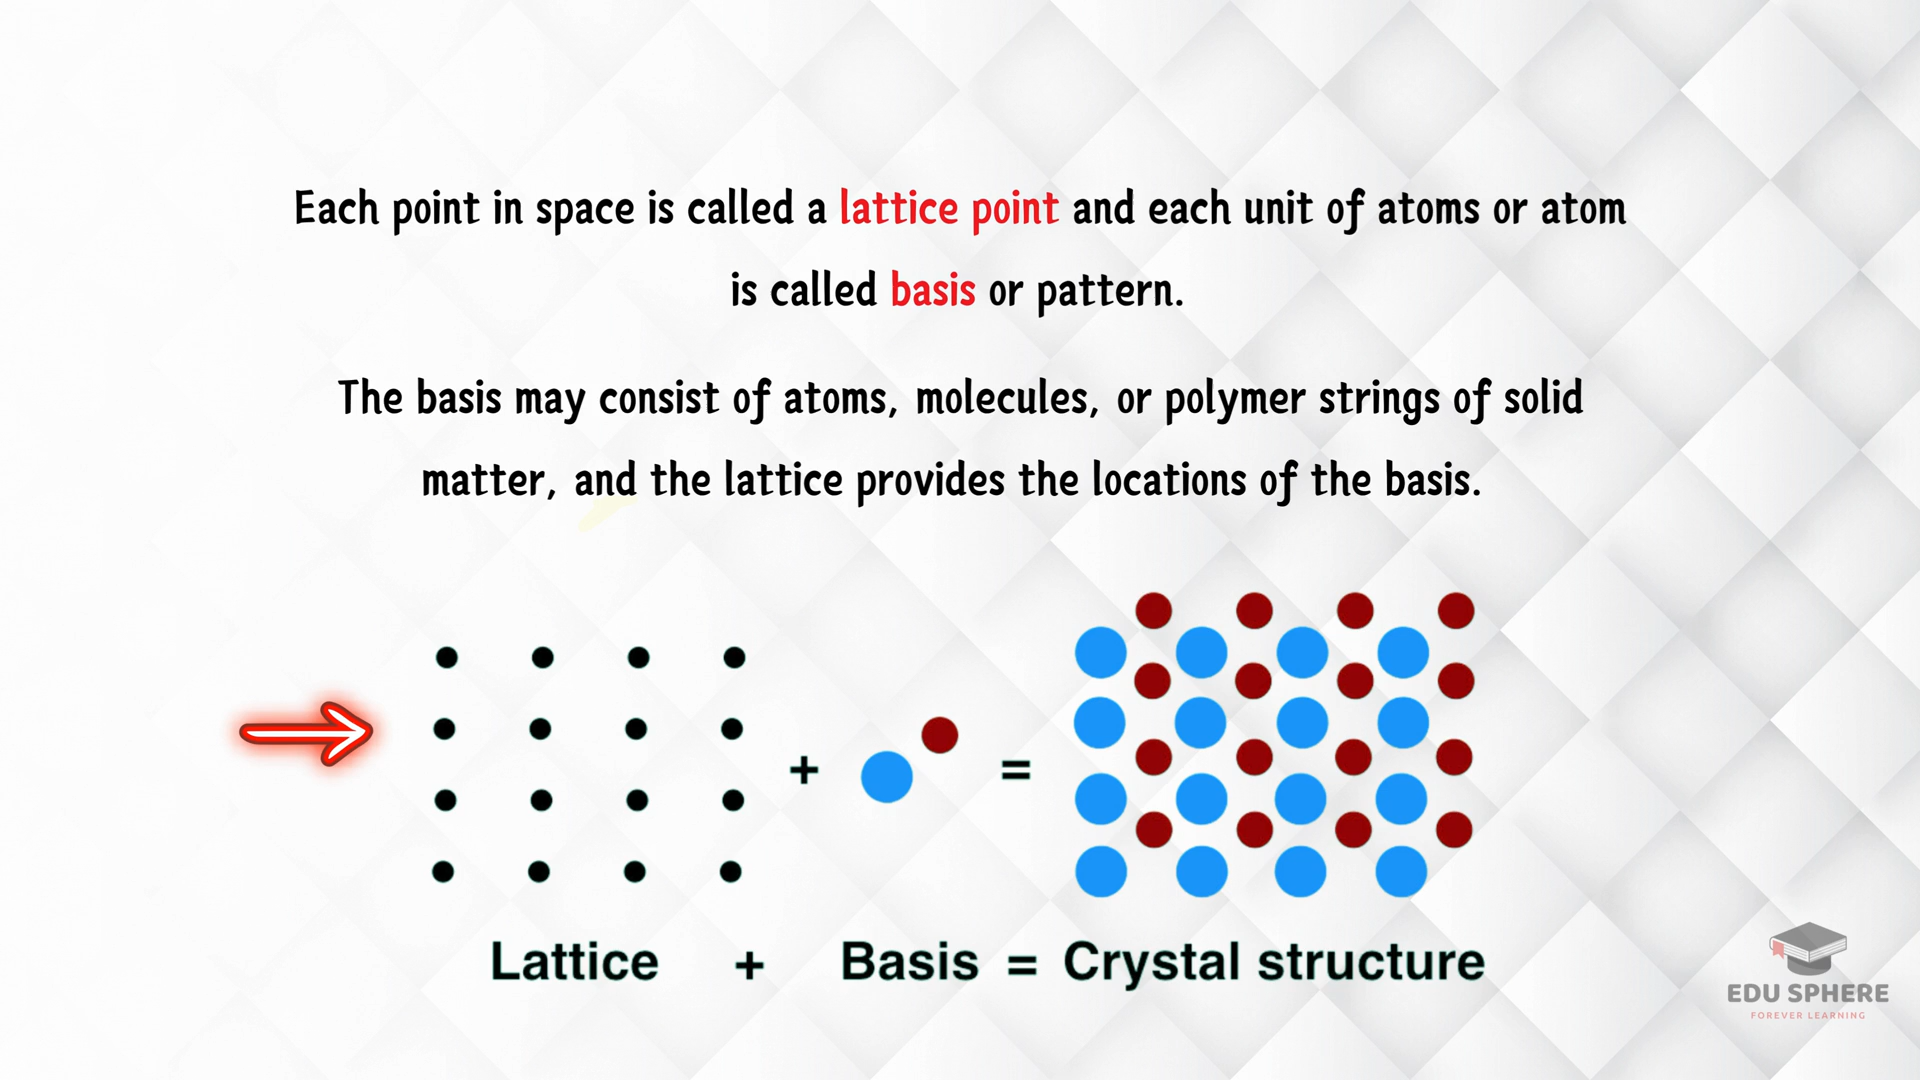 Each point in space is called a lattice point and each unit of atoms or atom
is called basis or pattern.
The basis may consist of atoms, molecules, or polymer strings of solid
matter, and the lattice provides the locations of the basis.
+ =
Lattice + Basis = Crystal structure
EDU SPHERE
FOREVER LEARNING